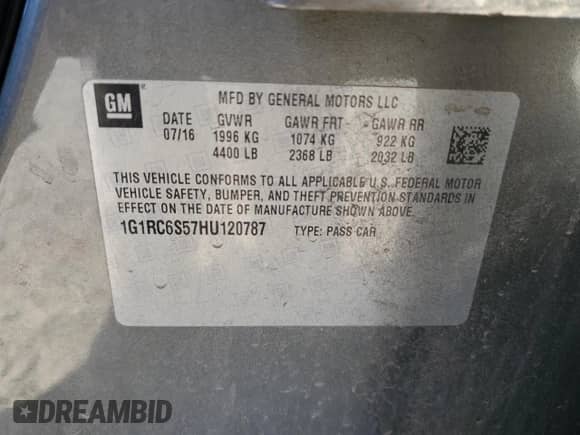 GM
MFD BY GENERAL MOTORS LLC
DATE GVWR GAWR FRT GAWR RR
07/16 1996 KG 1074 KG 922 KG
4400 LB 2368 LB 2032 LB
THIS VEHICLE CONFORMS TO ALL APPLICABLE U.S. FEDERAL MOTOR
VEHICLE SAFETY, BUMPER, AND THEFT PREVENTION STANDARDS IN
EFFECT ON THE DATE OF MANUFACTURE SHOWN ABOVE.
1G1RC6S57HU120787 TYPE: PASS CAR
DREAMBID